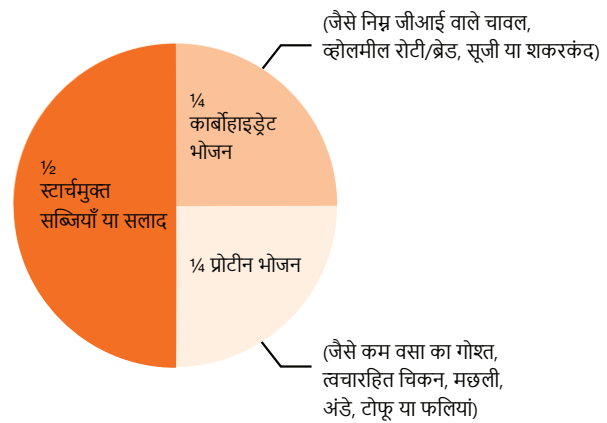 (जैसे निम्न जीआई वाले चावल,
व्होलमील रोटी/ब्रेड, सूजी या शकरकंद)
¼
कार्बोहाइड्रेट
भोजन
½
स्टार्चमुक्त
सब्जियाँ या सलाद
¼ प्रोटीन भोजन
(जैसे कम वसा का गोश्त,
त्वचारहित चिकन, मछली,
अंडे, टोफू या फलियां)